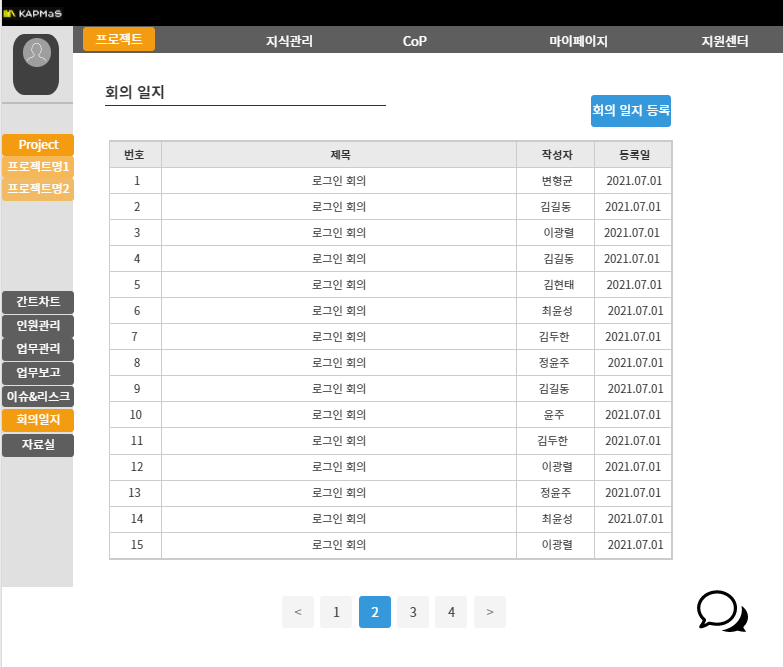 KAPMaS
프로젝트 지식관리 CoP 마이페이지 지원센터
회의 일지
회의 일지 등록
Project
프로젝트명1
프로젝트명2
간트차트
인원관리
업무관리
업무보고
이슈&리스크
회의일지
자료실
번호 제목 작성자 등록일
1 로그인 회의 변형균 2021.07.01
2 로그인 회의 김길동 2021.07.01
3 로그인 회의 이광렬 2021.07.01
4 로그인 회의 김길동 2021.07.01
5 로그인 회의 김현태 2021.07.01
6 로그인 회의 최윤성 2021.07.01
7 로그인 회의 김두한 2021.07.01
8 로그인 회의 정윤주 2021.07.01
9 로그인 회의 김길동 2021.07.01
10 로그인 회의 윤주 2021.07.01
11 로그인 회의 김두한 2021.07.01
12 로그인 회의 이광렬 2021.07.01
13 로그인 회의 정윤주 2021.07.01
14 로그인 회의 최윤성 2021.07.01
15 로그인 회의 이광렬 2021.07.01
< 1 2 3 4 >